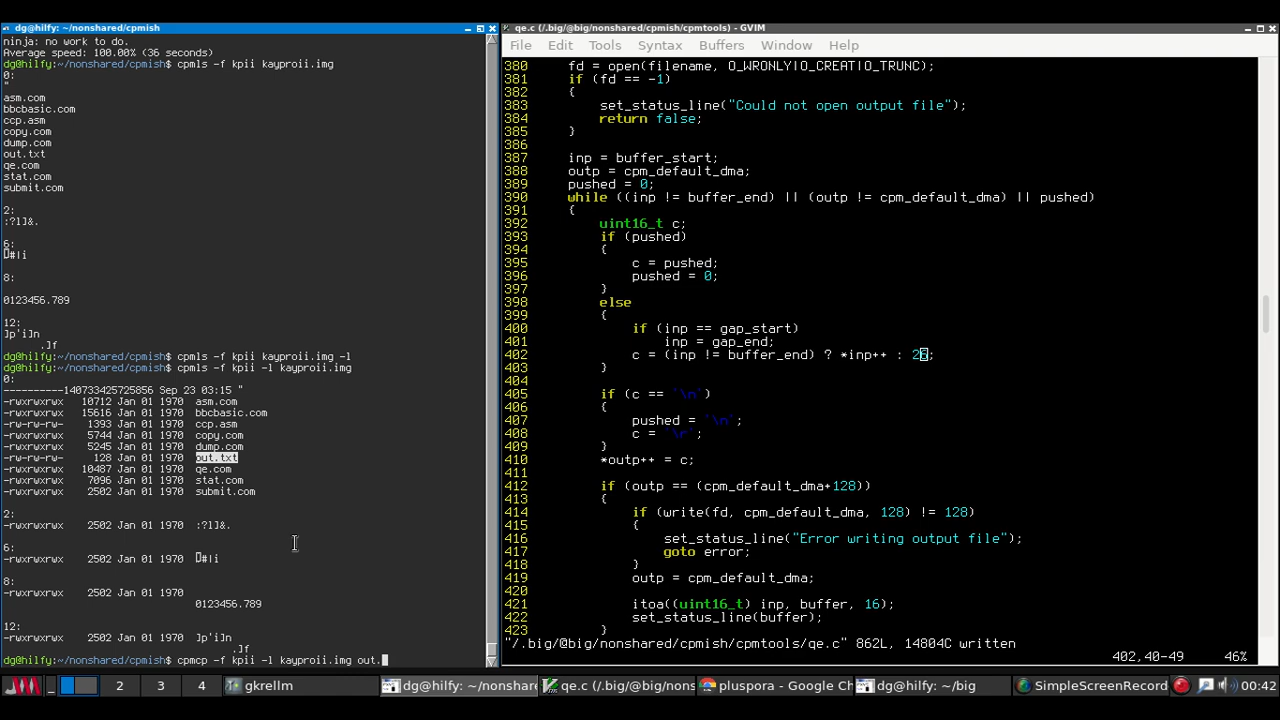 dg@hilfy: ~/nonshared/cpmish
ninja: no work to do.
Average speed: 100.00% (36 seconds)
dg@hilfy:~/nonshared/cpmish$ cpmls -f kpii kayproii.img
0:
"
asm.com
bbcbasic.com
ccp.asm
copy.com
dump.com
out.txt
qe.com
stat.com
submit.com
2:
:?1]&.
6:
#|i
8:
0123456.789
12:
]p'i]n
.]f
dg@hilfy:~/nonshared/cpmish$ cpmls -f kpii kayproii.img -l
dg@hilfy:~/nonshared/cpmish$ cpmls -f kpii -l kayproii.img
0:
----------140733425725856 Sep 23 03:15 "
-rwxrwxrwx 10712 Jan 01 1970 asm.com
-rwxrwxrwx 15616 Jan 01 1970 bbcbasic.com
-rw-rw-rw- 1393 Jan 01 1970 ccp.asm
-rwxrwxrwx 5744 Jan 01 1970 copy.com
-rwxrwxrwx 5245 Jan 01 1970 dump.com
-rw-rw-rw- 128 Jan 01 1970 out.txt
-rwxrwxrwx 10487 Jan 01 1970 qe.com
-rwxrwxrwx 7096 Jan 01 1970 stat.com
-rwxrwxrwx 2502 Jan 01 1970 submit.com
2:
-rwxrwxrwx 2502 Jan 01 1970 :?1]&.
6:
-rwxrwxrwx 2502 Jan 01 1970 #|i
8:
-rwxrwxrwx 2502 Jan 01 1970
0123456.789
12:
-rwxrwxrwx 2502 Jan 01 1970 ]p'i]n
.]f
dg@hilfy:~/nonshared/cpmish$ cpmcp -f kpii -l kayproii.img out.
qe.c (/.big/@big/nonshared/cpmish/cpmtools) - GVIM
File Edit Tools Syntax Buffers Window Help
380 fd = open(filename, O_WRONLY|O_CREAT|O_TRUNC);
381 if (fd == -1)
382 {
383 set_status_line("Could not open output file");
384 return false;
385 }
386
387 inp = buffer_start;
388 outp = cpm_default_dma;
389 pushed = 0;
390 while ((inp != buffer_end) || (outp != cpm_default_dma) || pushed)
391 {
392 uint16_t c;
393 if (pushed)
394 {
395 c = pushed;
396 pushed = 0;
397 }
398 else
399 {
400 if (inp == gap_start)
401 inp = gap_end;
402 c = (inp != buffer_end) ? *inp++ : 26;
403 }
404
405 if (c == '\n')
406 {
407 pushed = '\n';
408 c = '\r';
409 }
410 *outp++ = c;
411
412 if (outp == (cpm_default_dma+128))
413 {
414 if (write(fd, cpm_default_dma, 128) != 128)
415 {
416 set_status_line("Error writing output file");
417 goto error;
418 }
419 outp = cpm_default_dma;
420
421 itoa((uint16_t) inp, buffer, 16);
422 set_status_line(buffer);
423 }
"/.big/@big/nonshared/cpmish/cpmtools/qe.c" 862L, 14804C written
402,40-49 46%
2 3 4 gkrellm dg@hilfy: ~/nonshare qe.c (/.big/@big/nons pluspora - Google Ch dg@hilfy: ~/big SimpleScreenRecord 00:42